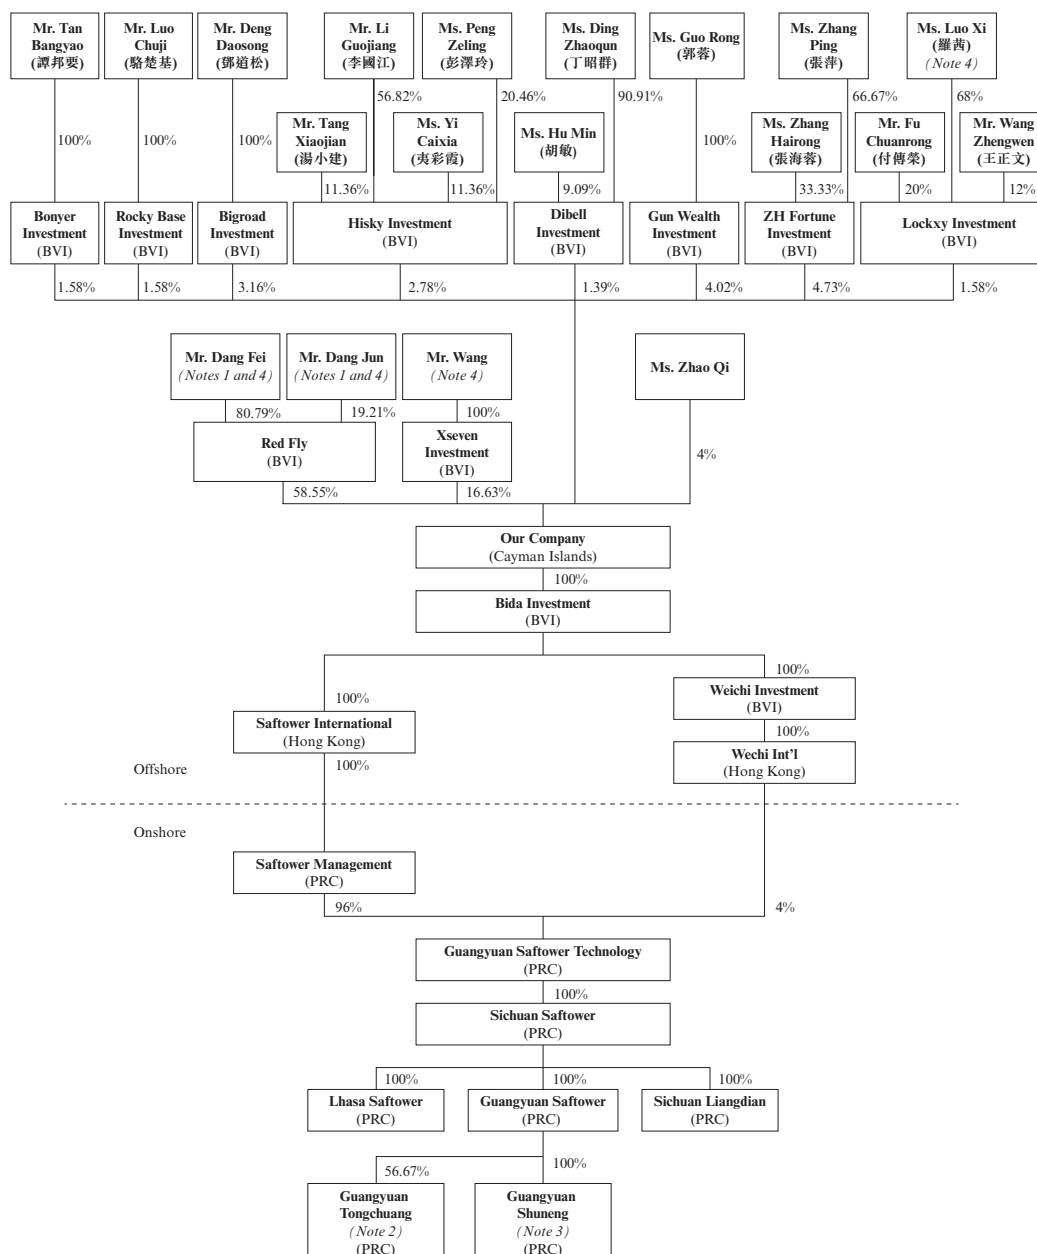 Mr. Tan
Bangyao
(譚邦要)
Mr. Luo
Chuji
(駱楚基)
Mr. Deng
Daosong
(鄧道松)
Mr. Li
Guojiang
(李國江)
Ms. Peng
Zeling
(彭澤玲)
Ms. Ding
Zhaoqun
(丁昭群)
Ms. Guo Rong
(郭蓉)
Ms. Zhang
Ping
(張萍)
Ms. Luo Xi
(羅茜)
(Note 4)
56.82%
20.46%
90.91%
66.67%
68%
100%
100%
100%
Mr. Tang
Xiaojian
(湯小建)
Ms. Yi
Caixia
(夷彩霞)
Ms. Hu Min
(胡敏)
100%
Ms. Zhang
Hairong
(張海蓉)
Mr. Fu
Chuanrong
(付傳榮)
Mr. Wang
Zhengwen
(王正文)
11.36%
11.36%
9.09%
33.33%
20%
12%
Bonyer
Investment
(BVI)
Rocky Base
Investment
(BVI)
Bigroad
Investment
(BVI)
Hisky Investment
(BVI)
Dibell
Investment
(BVI)
Gun Wealth
Investment
(BVI)
ZH Fortune
Investment
(BVI)
Lockxy Investment
(BVI)
1.58%
1.58%
3.16%
2.78%
1.39%
4.02%
4.73%
1.58%
Mr. Dang Fei
(Notes 1 and 4)
Mr. Dang Jun
(Notes 1 and 4)
Mr. Wang
(Note 4)
Ms. Zhao Qi
80.79%
19.21%
100%
Red Fly
(BVI)
Xseven
Investment
(BVI)
4%
58.55%
16.63%
Our Company
(Cayman Islands)
100%
Bida Investment
(BVI)
100%
100%
Weichi Investment
(BVI)
Saftower International
(Hong Kong)
100%
100%
Wechi Int'l
(Hong Kong)
Offshore
Onshore
Saftower Management
(PRC)
96%
4%
Guangyuan Saftower Technology
(PRC)
100%
Sichuan Saftower
(PRC)
100%
100%
100%
Lhasa Saftower
(PRC)
Guangyuan Saftower
(PRC)
Sichuan Liangdian
(PRC)
56.67%
100%
Guangyuan
Tongchuang
(Note 2)
(PRC)
Guangyuan
Shuneng
(Note 3)
(PRC)